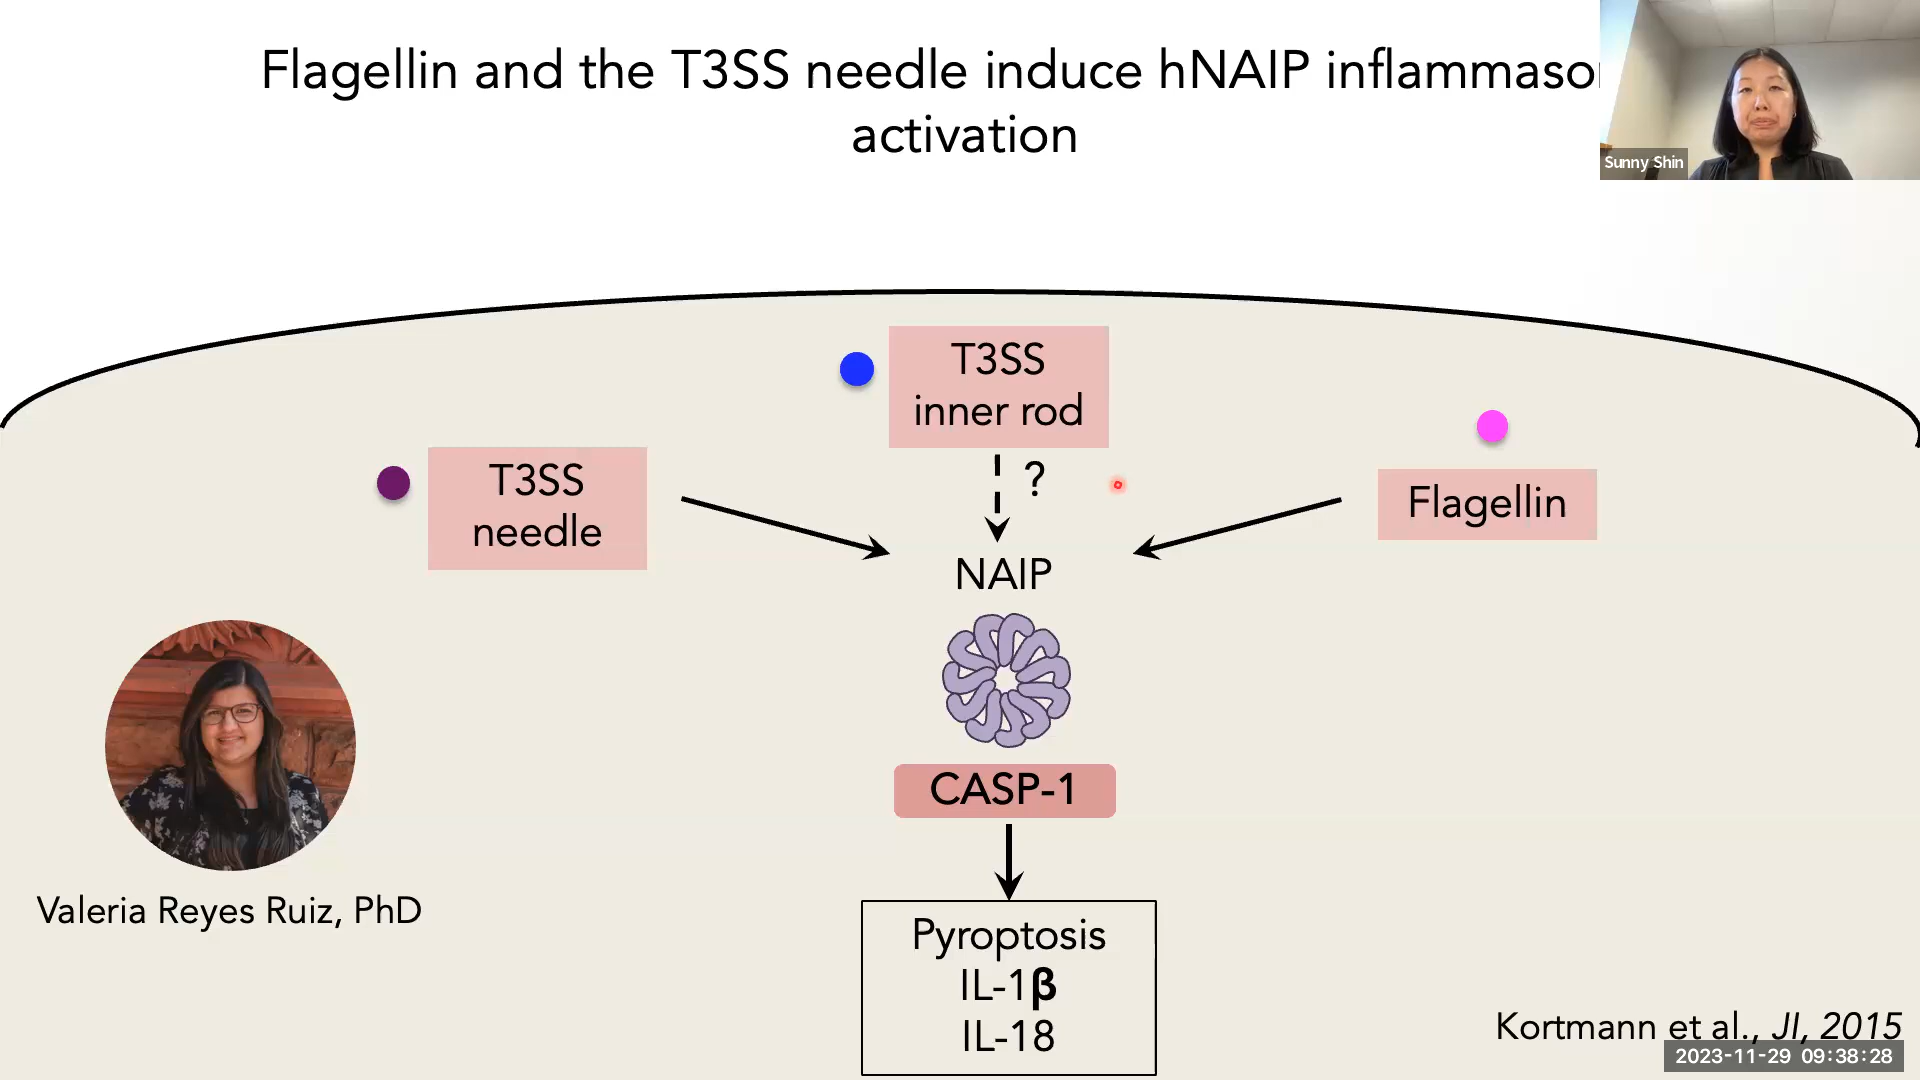 Flagellin and the T3SS needle induce hNAIP inflammaso
activation
Sunny Shin
T3SS
inner rod
?
T3SS
needle
Flagellin
NAIP
CASP-1
Valeria Reyes Ruiz, PhD
Pyroptosis
IL-1β
IL-18
Kortmann et al., JI, 2015
2023-11-29 09:38:28